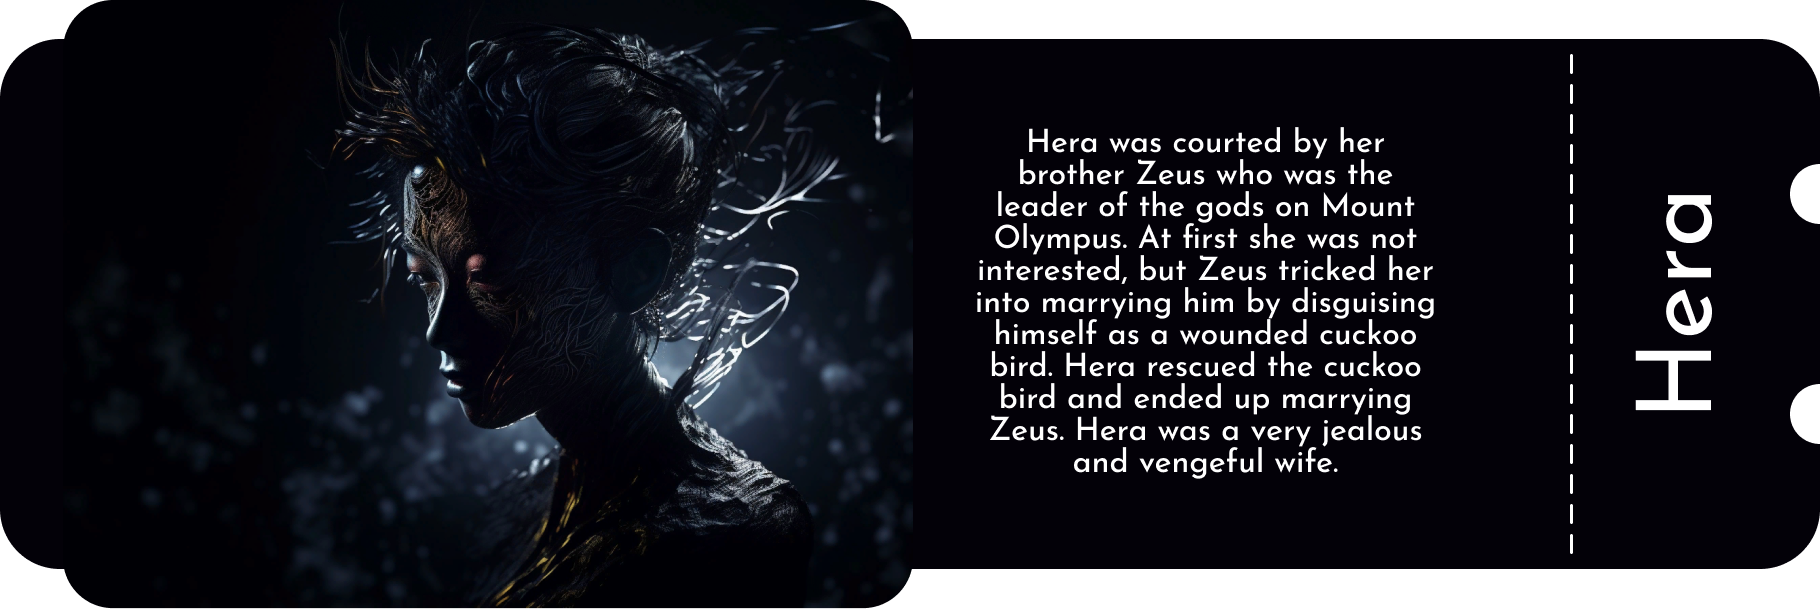 Hera was courted by her
brother Zeus who was the
leader of the gods on Mount
Olympus. At first she was not
interested, but Zeus tricked her
into marrying him by disguising
himself as a wounded cuckoo
bird. Hera rescued the cuckoo
bird and ended up marrying
Zeus. Hera was a very jealous
and vengeful wife.
Hera